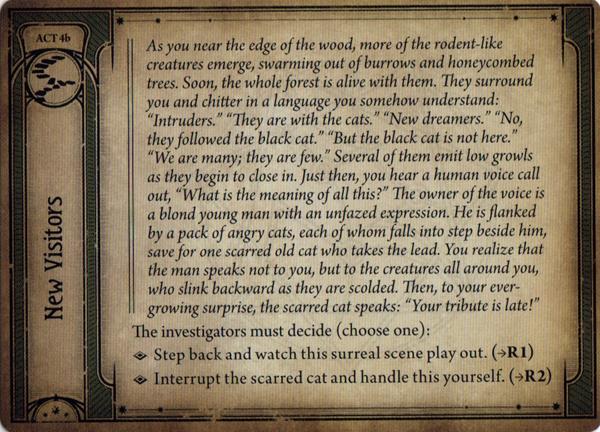 ACT 4b
New Visitors
As you near the edge of the wood, more of the rodent-like
creatures emerge, swarming out of burrows and honeycombed
trees. Soon, the whole forest is alive with them. They surround
you and chitter in a language you somehow understand:
“Intruders.” “They are with the cats.” “New dreamers.” “No,
they followed the black cat.” “But the black cat is not here.”
“We are many; they are few.” Several of them emit low growls
as they begin to close in. Just then, you hear a human voice call
out, “What is the meaning of all this?” The owner of the voice is
a blond young man with an unfazed expression. He is flanked
by a pack of angry cats, each of whom falls into step beside him,
save for one scarred old cat who takes the lead. You realize that
the man speaks not to you, but to the creatures all around you,
who slink backward as they are scolded. Then, to your ever-
growing surprise, the scarred cat speaks: “Your tribute is late!”
The investigators must decide (choose one):
Step back and watch this surreal scene play out. (→R1)
Interrupt the scarred cat and handle this yourself. (→R2)